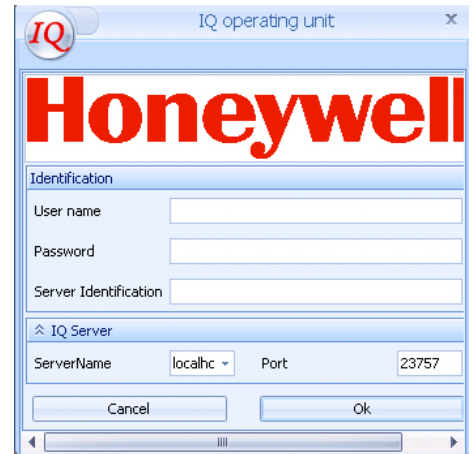 IQ
IQ operating unit
Honeywell
Identification
User name
Password
Server Identification
IQ Server
ServerName localhc Port 23757
Cancel Ok